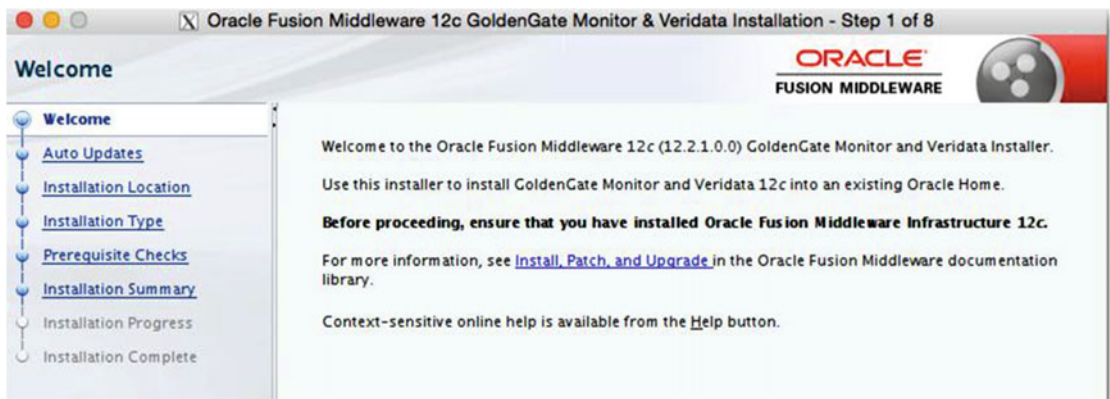 X Oracle Fusion Middleware 12c GoldenGate Monitor & Veridata Installation - Step 1 of 8
Welcome
ORACLE
FUSION MIDDLEWARE
Welcome
Auto Updates
Installation Location
Installation Type
Prerequisite Checks
Installation Summary
Installation Progress
Installation Complete
Welcome to the Oracle Fusion Middleware 12c (12.2.1.0.0) GoldenGate Monitor and Veridata Installer.
Use this installer to install GoldenGate Monitor and Veridata 12c into an existing Oracle Home.
Before proceeding, ensure that you have installed Oracle Fusion Middleware Infrastructure 12c.
For more information, see Install, Patch, and Upgrade in the Oracle Fusion Middleware documentation
library.
Context-sensitive online help is available from the Help button.